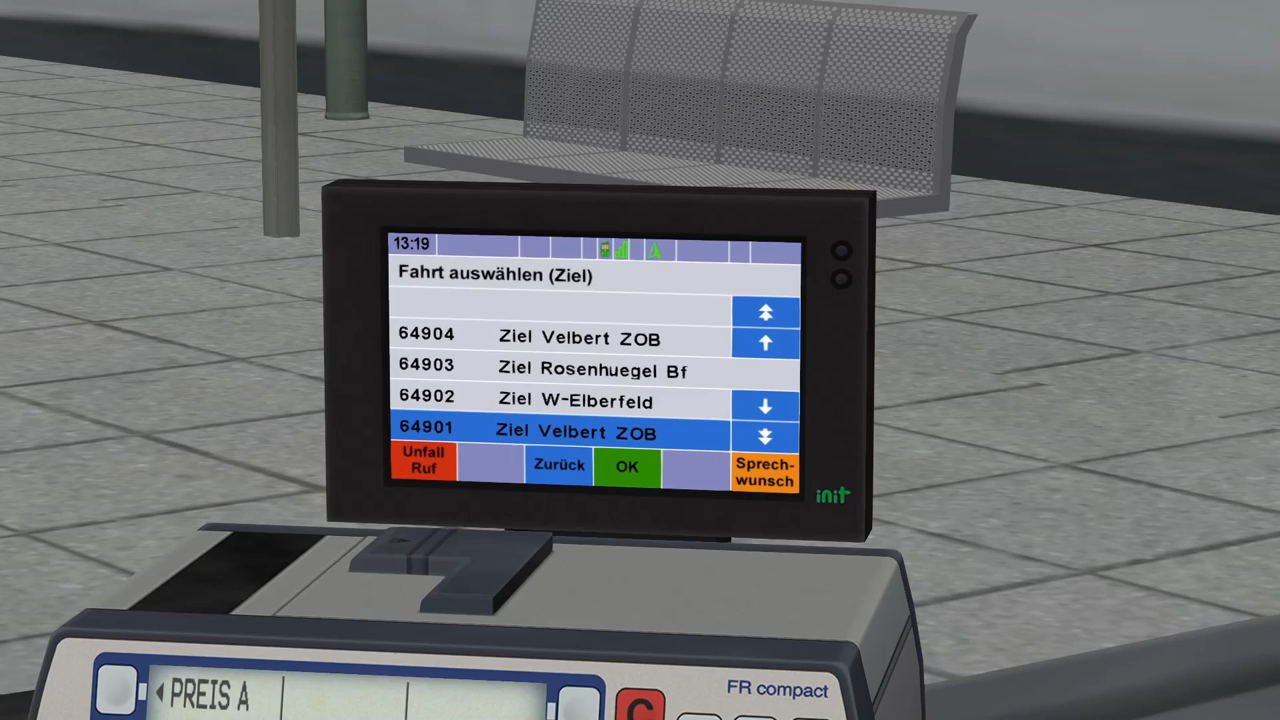 13:19
Fahrt auswählen (Ziel)
64904 Ziel Velbert ZOB
64903 Ziel Rosenhuegel Bf
64902 Ziel W-Elberfeld
64901 Ziel Velbert ZOB
Unfall Ruf
Zurück
OK
Sprech-
wunsch
init
FR compact
PREIS A
C